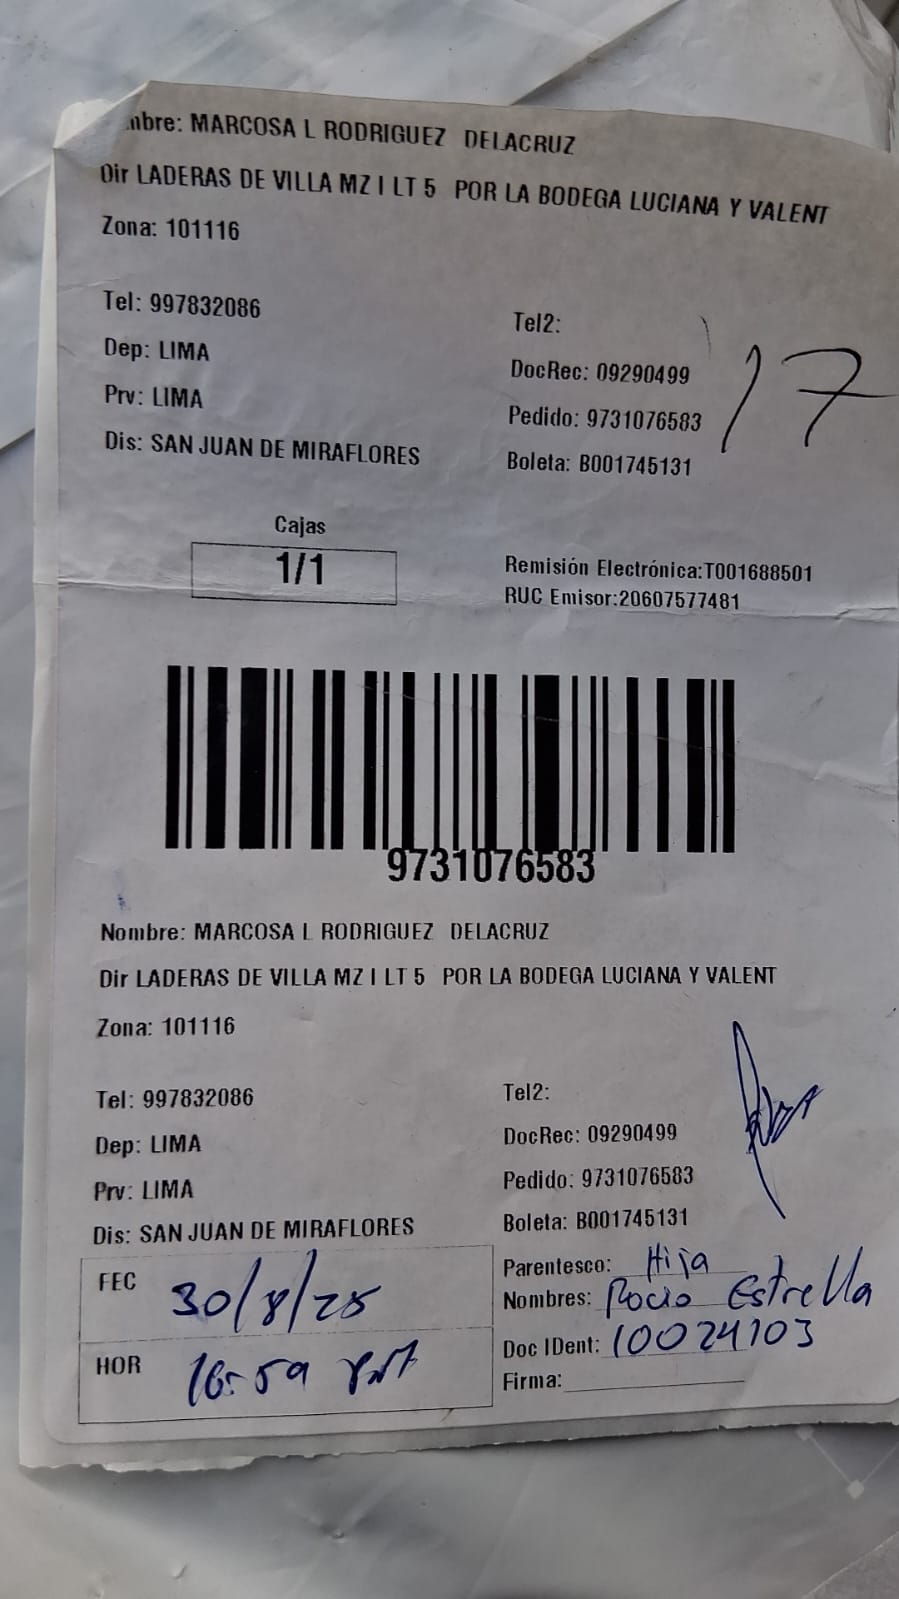 mbre: MARCOSA L RODRIGUEZ DELACRUZ
Dir LADERAS DE VILLA MZ I LT 5 POR LA BODEGA LUCIANA Y VALENT
Zona: 101116
Tel: 997832086
Tel2:
Dep: LIMA
DocRec: 09290499
17
Prv: LIMA
Pedido: 9731076583
Dis: SAN JUAN DE MIRAFLORES
Boleta: B001745131
Cajas
1/1
Remisión Electrónica:T001688501
RUC Emisor:20607577481
9731076583
Nombre: MARCOSA L RODRIGUEZ DELACRUZ
Dir LADERAS DE VILLA MZ I LT 5 POR LA BODEGA LUCIANA Y VALENT
Zona: 101116
Tel: 997832086
Tel2:
Dep: LIMA
DocRec: 09290499
Prv: LIMA
Pedido: 9731076583
Dis: SAN JUAN DE MIRAFLORES
Boleta: B001745131
FEC 30/8/25
Parentesco: Hija
Nombres: Rocio Estrella
HOR 16:59
Doc IDent: 10024103
Firma: